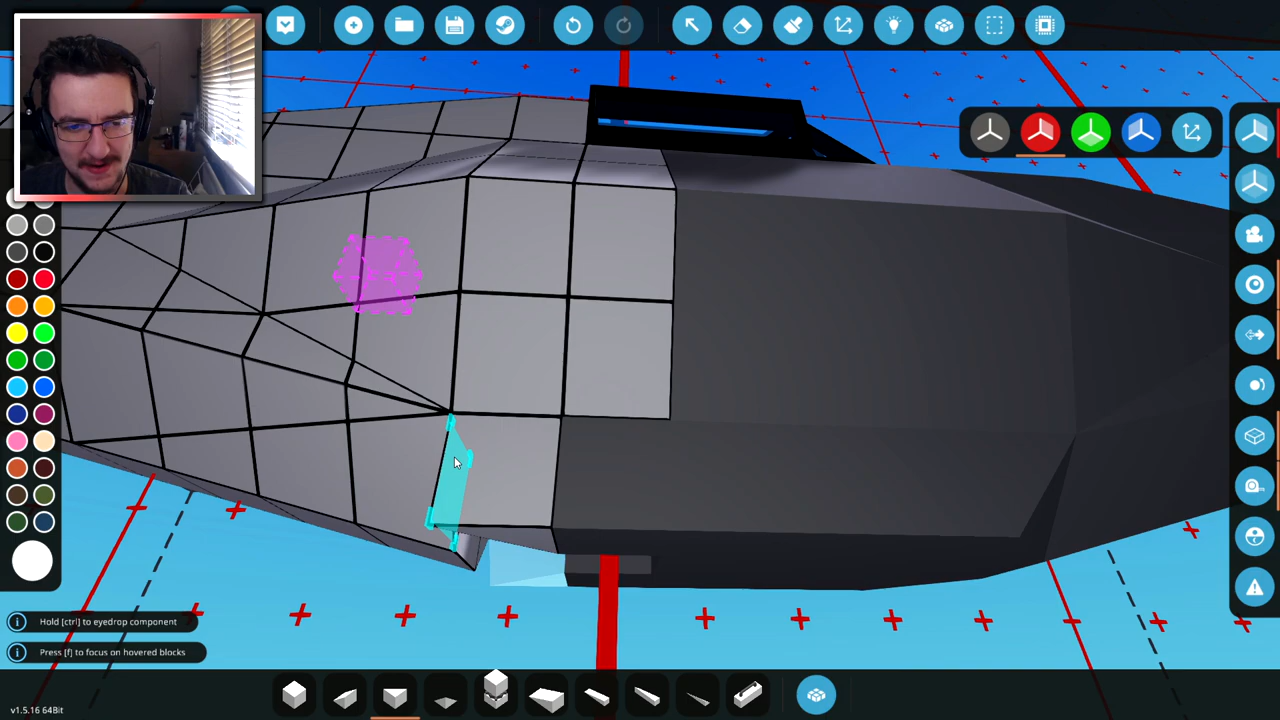 Hold [ctrl] to eyedrop component
Press [f] to focus on hovered blocks
v1.5.16 64Bit